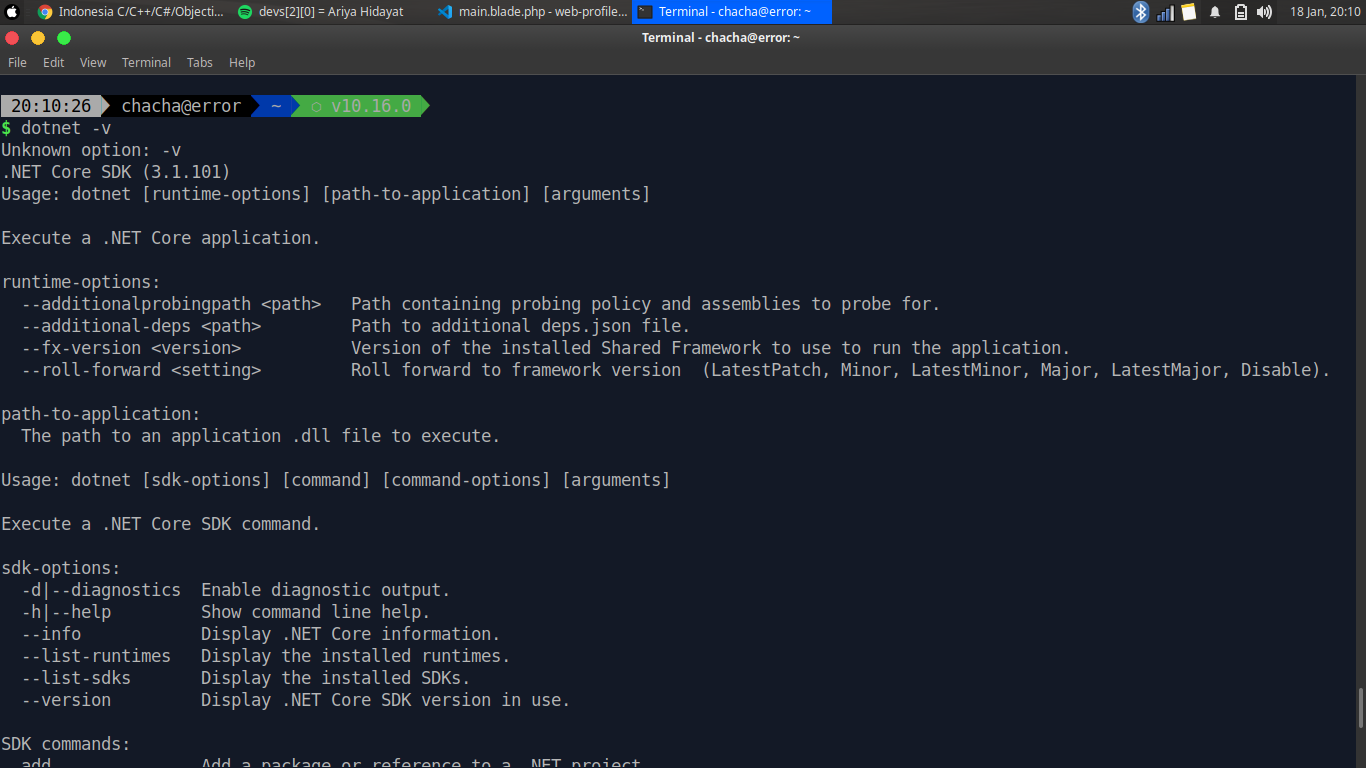 Indonesia C/C++/C#/Objecti... devs[2][0] = Ariya Hidayat main.blade.php - web-profile... Terminal - chacha@error: ~ 18 Jan, 20:10
Terminal - chacha@error: ~
File Edit View Terminal Tabs Help
20:10:26 chacha@error ~ ⬡ v10.16.0
$ dotnet -v
Unknown option: -v
.NET Core SDK (3.1.101)
Usage: dotnet [runtime-options] [path-to-application] [arguments]
Execute a .NET Core application.
runtime-options:
--additionalprobingpath <path> Path containing probing policy and assemblies to probe for.
--additional-deps <path> Path to additional deps.json file.
--fx-version <version> Version of the installed Shared Framework to use to run the application.
--roll-forward <setting> Roll forward to framework version (LatestPatch, Minor, LatestMinor, Major, LatestMajor, Disable).
path-to-application:
The path to an application .dll file to execute.
Usage: dotnet [sdk-options] [command] [command-options] [arguments]
Execute a .NET Core SDK command.
sdk-options:
-d|--diagnostics Enable diagnostic output.
-h|--help Show command line help.
--info Display .NET Core information.
--list-runtimes Display the installed runtimes.
--list-sdks Display the installed SDKs.
--version Display .NET Core SDK version in use.
SDK commands:
add Add a package or reference to a .NET project.